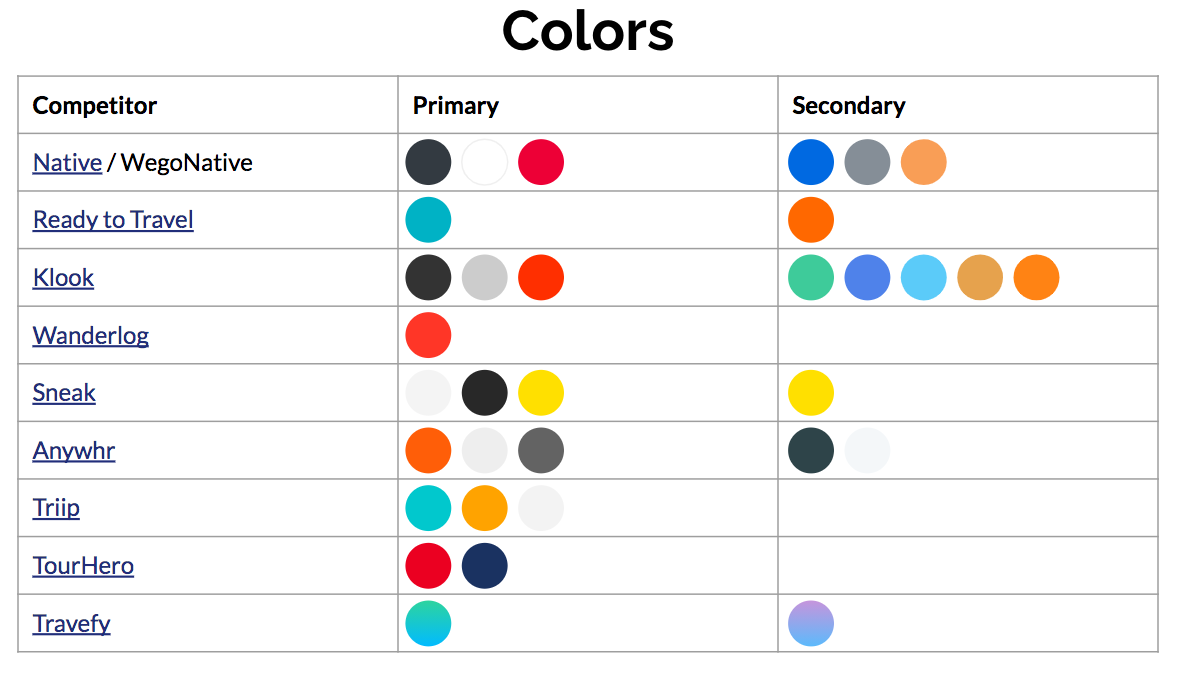 Colors
Competitor Primary Secondary
Native / WegoNative
Ready to Travel
Klook
Wanderlog
Sneak
Anywhr
Triip
TourHero
Travefy